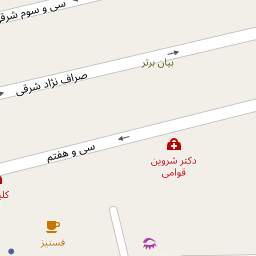 سی و سوم شرقی
بیان برتر
صراف نژاد شرقی
سی و هفتم
دکتر شروین
قوامی
فستیز